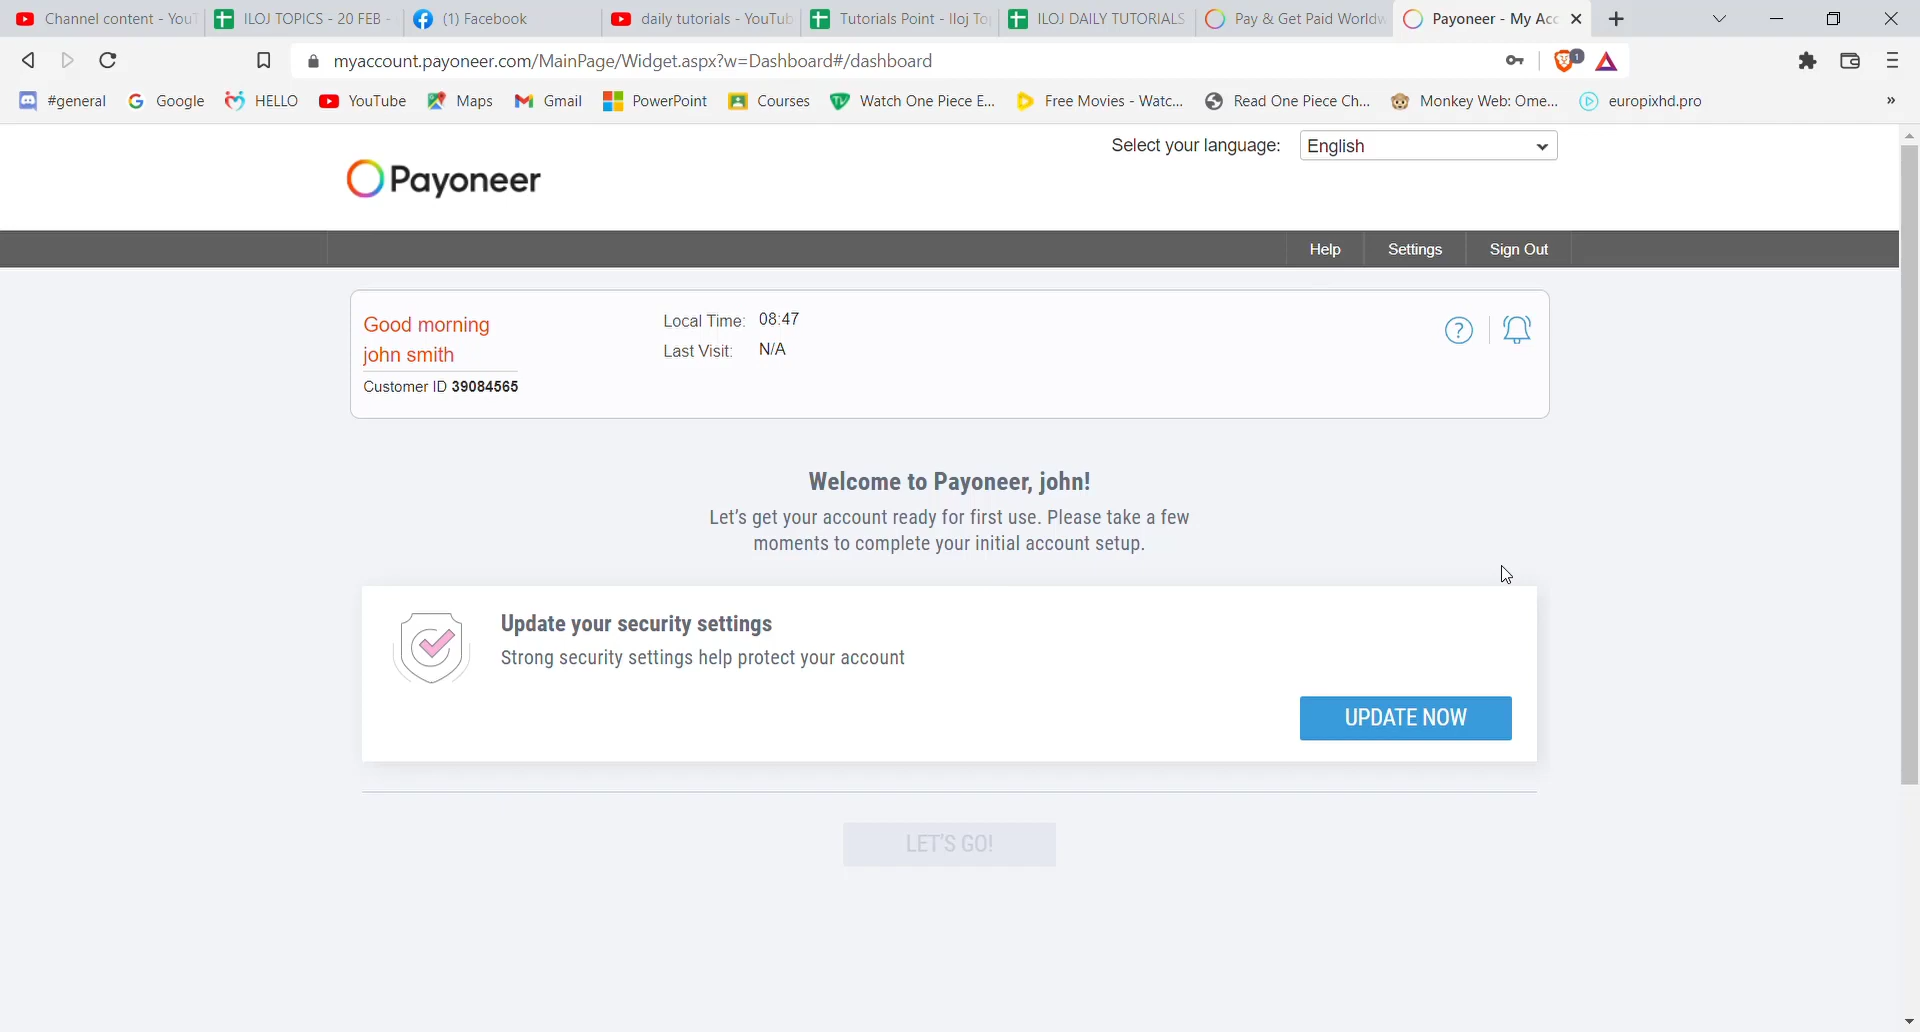 Channel content - YouT
ILOJ TOPICS - 20 FEB -
(1) Facebook
daily tutorials - YouTub
Tutorials Point - Iloj To
ILOJ DAILY TUTORIALS
Pay & Get Paid Worldw
Payoneer - My Acc
myaccount.payoneer.com/MainPage/Widget.aspx?w=Dashboard#/dashboard
1
#general
Google
HELLO
YouTube
Maps
Gmail
PowerPoint
Courses
Watch One Piece E...
Free Movies - Watc...
Read One Piece Ch...
Monkey Web: Ome...
europixhd.pro
»
Select your language:
English
Payoneer
Help
Settings
Sign Out
Good morning
john smith
Customer ID 39084565
Local Time: 08:47
Last Visit: N/A
?
Welcome to Payoneer, john!
Let's get your account ready for first use. Please take a few
moments to complete your initial account setup.
Update your security settings
Strong security settings help protect your account
UPDATE NOW
LET'S GO!